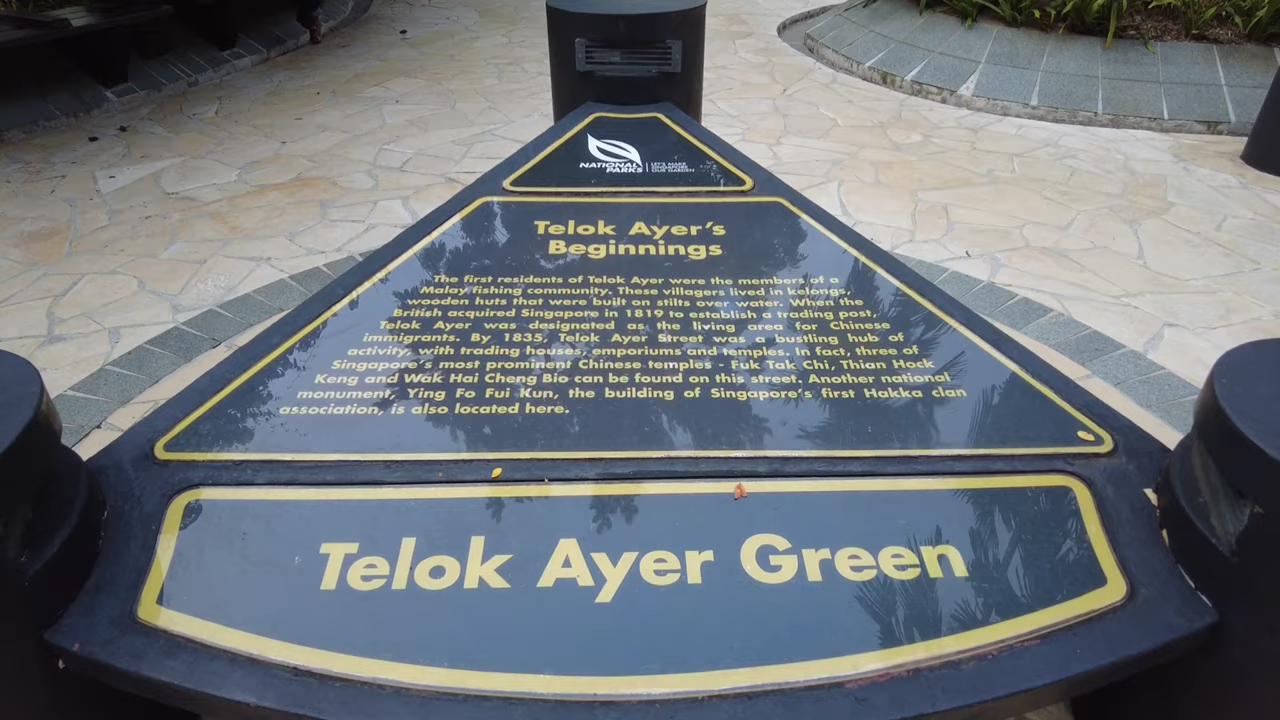 NATIONAL
PARKS
LET'S MAKE
SINGAPORE
OUR GARDEN
Telok Ayer's
Beginnings
The first residents of Telok Ayer were the members of a
Malay fishing community. These villagers lived in kelongs,
wooden huts that were built on stilts over water. When the
British acquired Singapore in 1819 to establish a trading post,
Telok Ayer was designated as the living area for Chinese
immigrants. By 1835, Telok Ayer Street was a bustling hub of
activity, with trading houses, emporiums and temples. In fact, three of
Singapore's most prominent Chinese temples - Fuk Tak Chi, Thian Hock
Keng and Wak Hai Cheng Bio can be found on this street. Another national
monument, Ying Fo Fui Kun, the building of Singapore's first Hakka clan
association, is also located here.
Telok Ayer Green